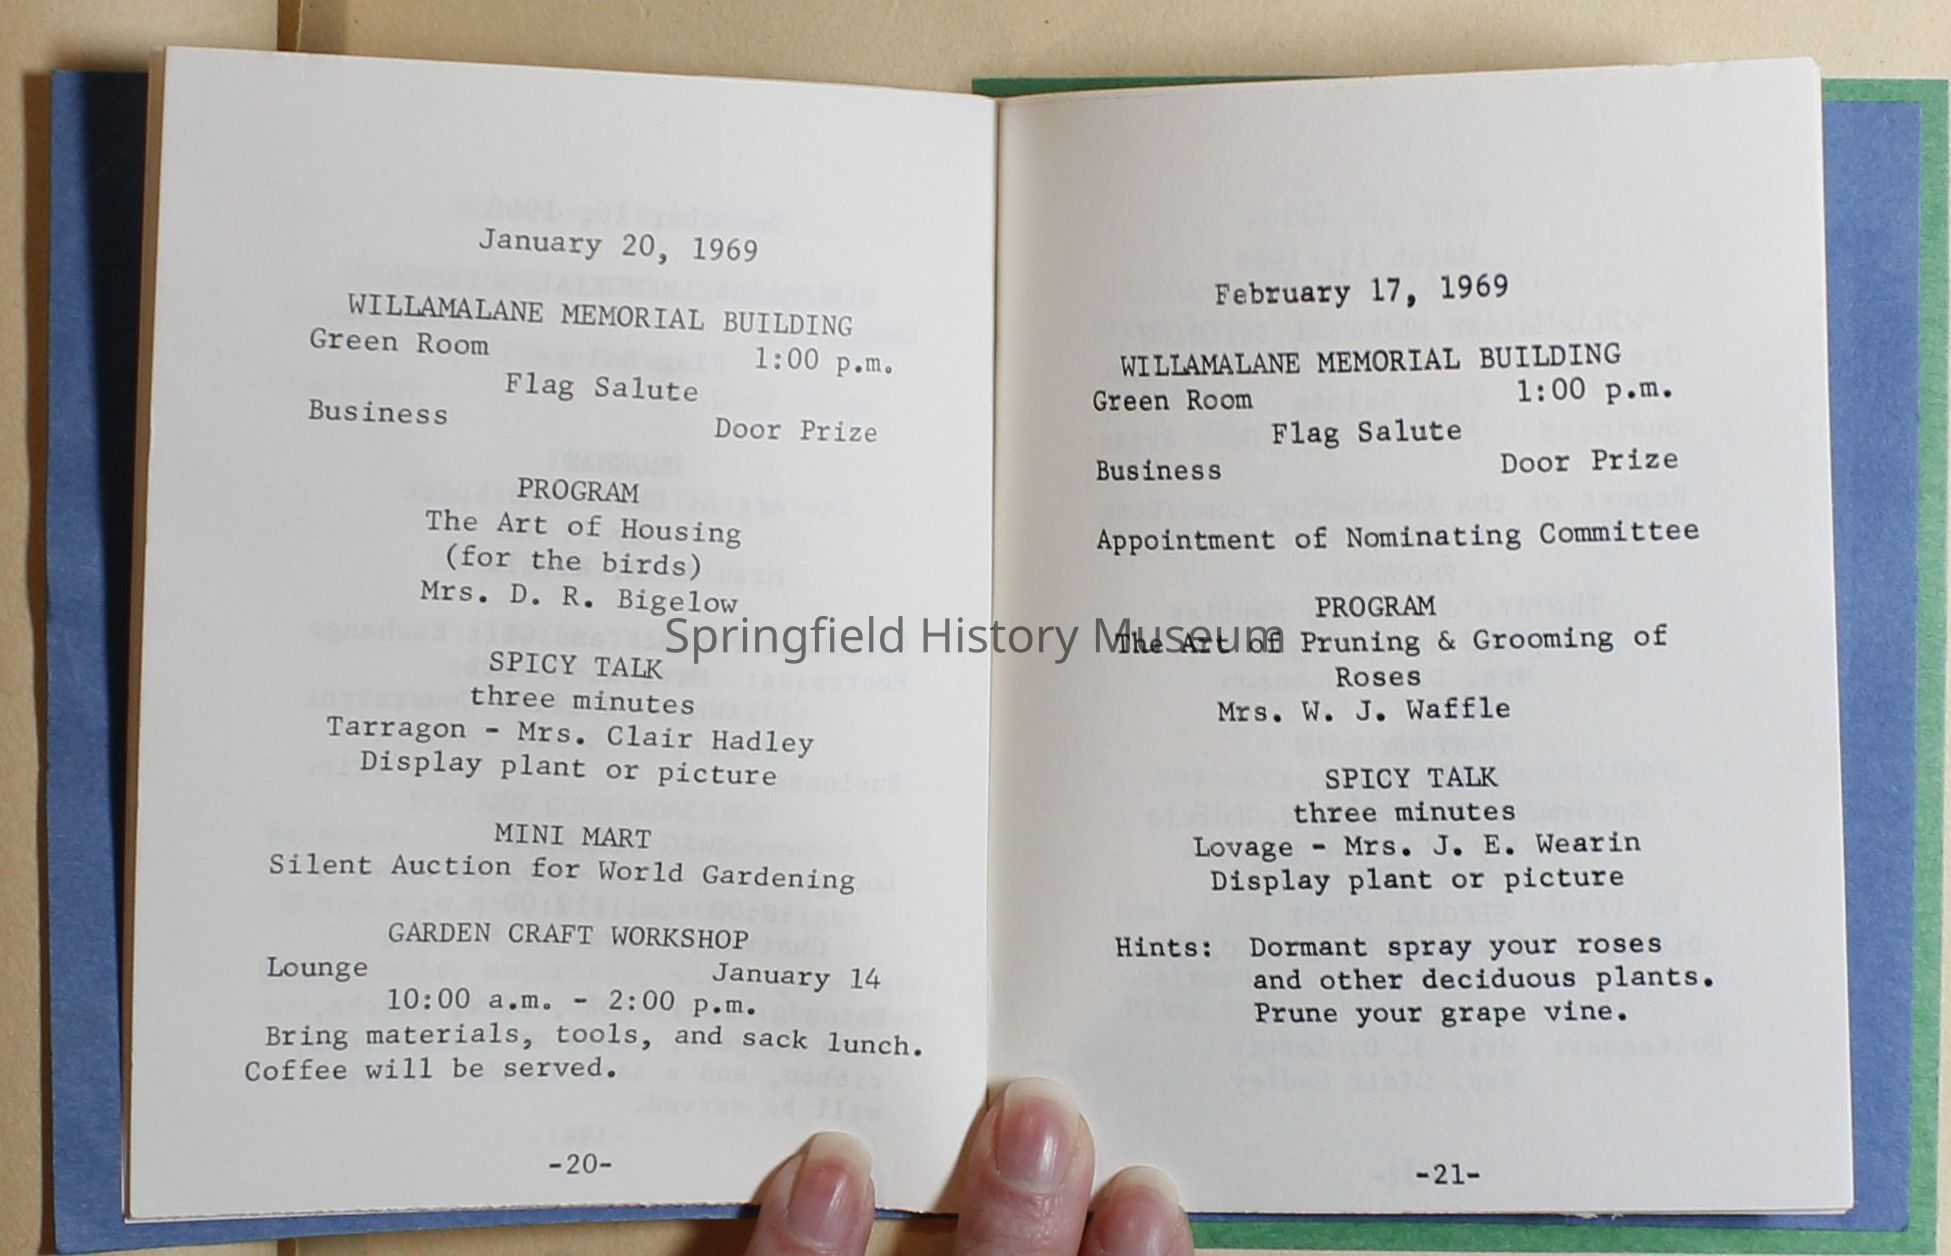 January 20, 1969
WILLAMALANE MEMORIAL BUILDING
Green Room 1:00 p.m.
Flag Salute
Business Door Prize
PROGRAM
The Art of Housing
(for the birds)
Mrs. D. R. Bigelow
SPICY TALK
three minutes
Tarragon - Mrs. Clair Hadley
Display plant or picture
MINI MART
Silent Auction for World Gardening
GARDEN CRAFT WORKSHOP
Lounge January 14
10:00 a.m. - 2:00 p.m.
Bring materials, tools, and sack lunch.
Coffee will be served.
-20-
February 17, 1969
WILLAMALANE MEMORIAL BUILDING
Green Room 1:00 p.m.
Flag Salute
Business Door Prize
Appointment of Nominating Committee
PROGRAM
The Art of Pruning & Grooming of
Roses
Mrs. W. J. Waffle
SPICY TALK
three minutes
Lovage - Mrs. J. E. Wearin
Display plant or picture
Hints: Dormant spray your roses
and other deciduous plants.
Prune your grape vine.
-21-
Springfield History Museum